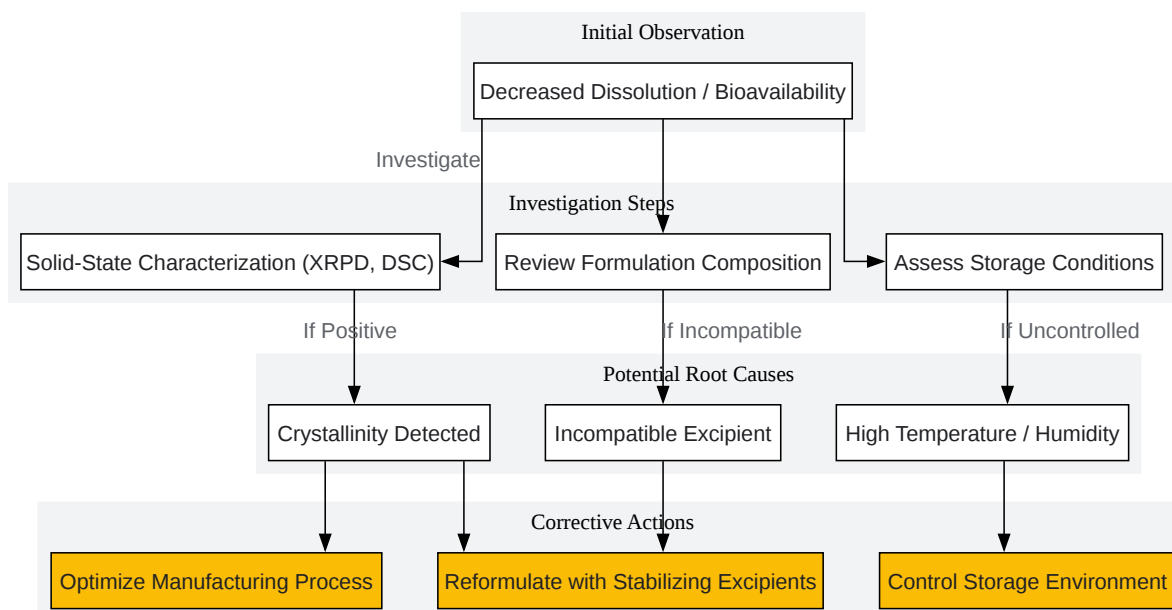 Initial Observation
Decreased Dissolution / Bioavailability
Investigate
Investigation Steps
Solid-State Characterization (XRPD, DSC)
Review Formulation Composition
Assess Storage Conditions
If Positive
If Incompatible
If Uncontrolled
Potential Root Causes
Crystallinity Detected
Incompatible Excipient
High Temperature / Humidity
Corrective Actions
Optimize Manufacturing Process
Reformulate with Stabilizing Excipients
Control Storage Environment